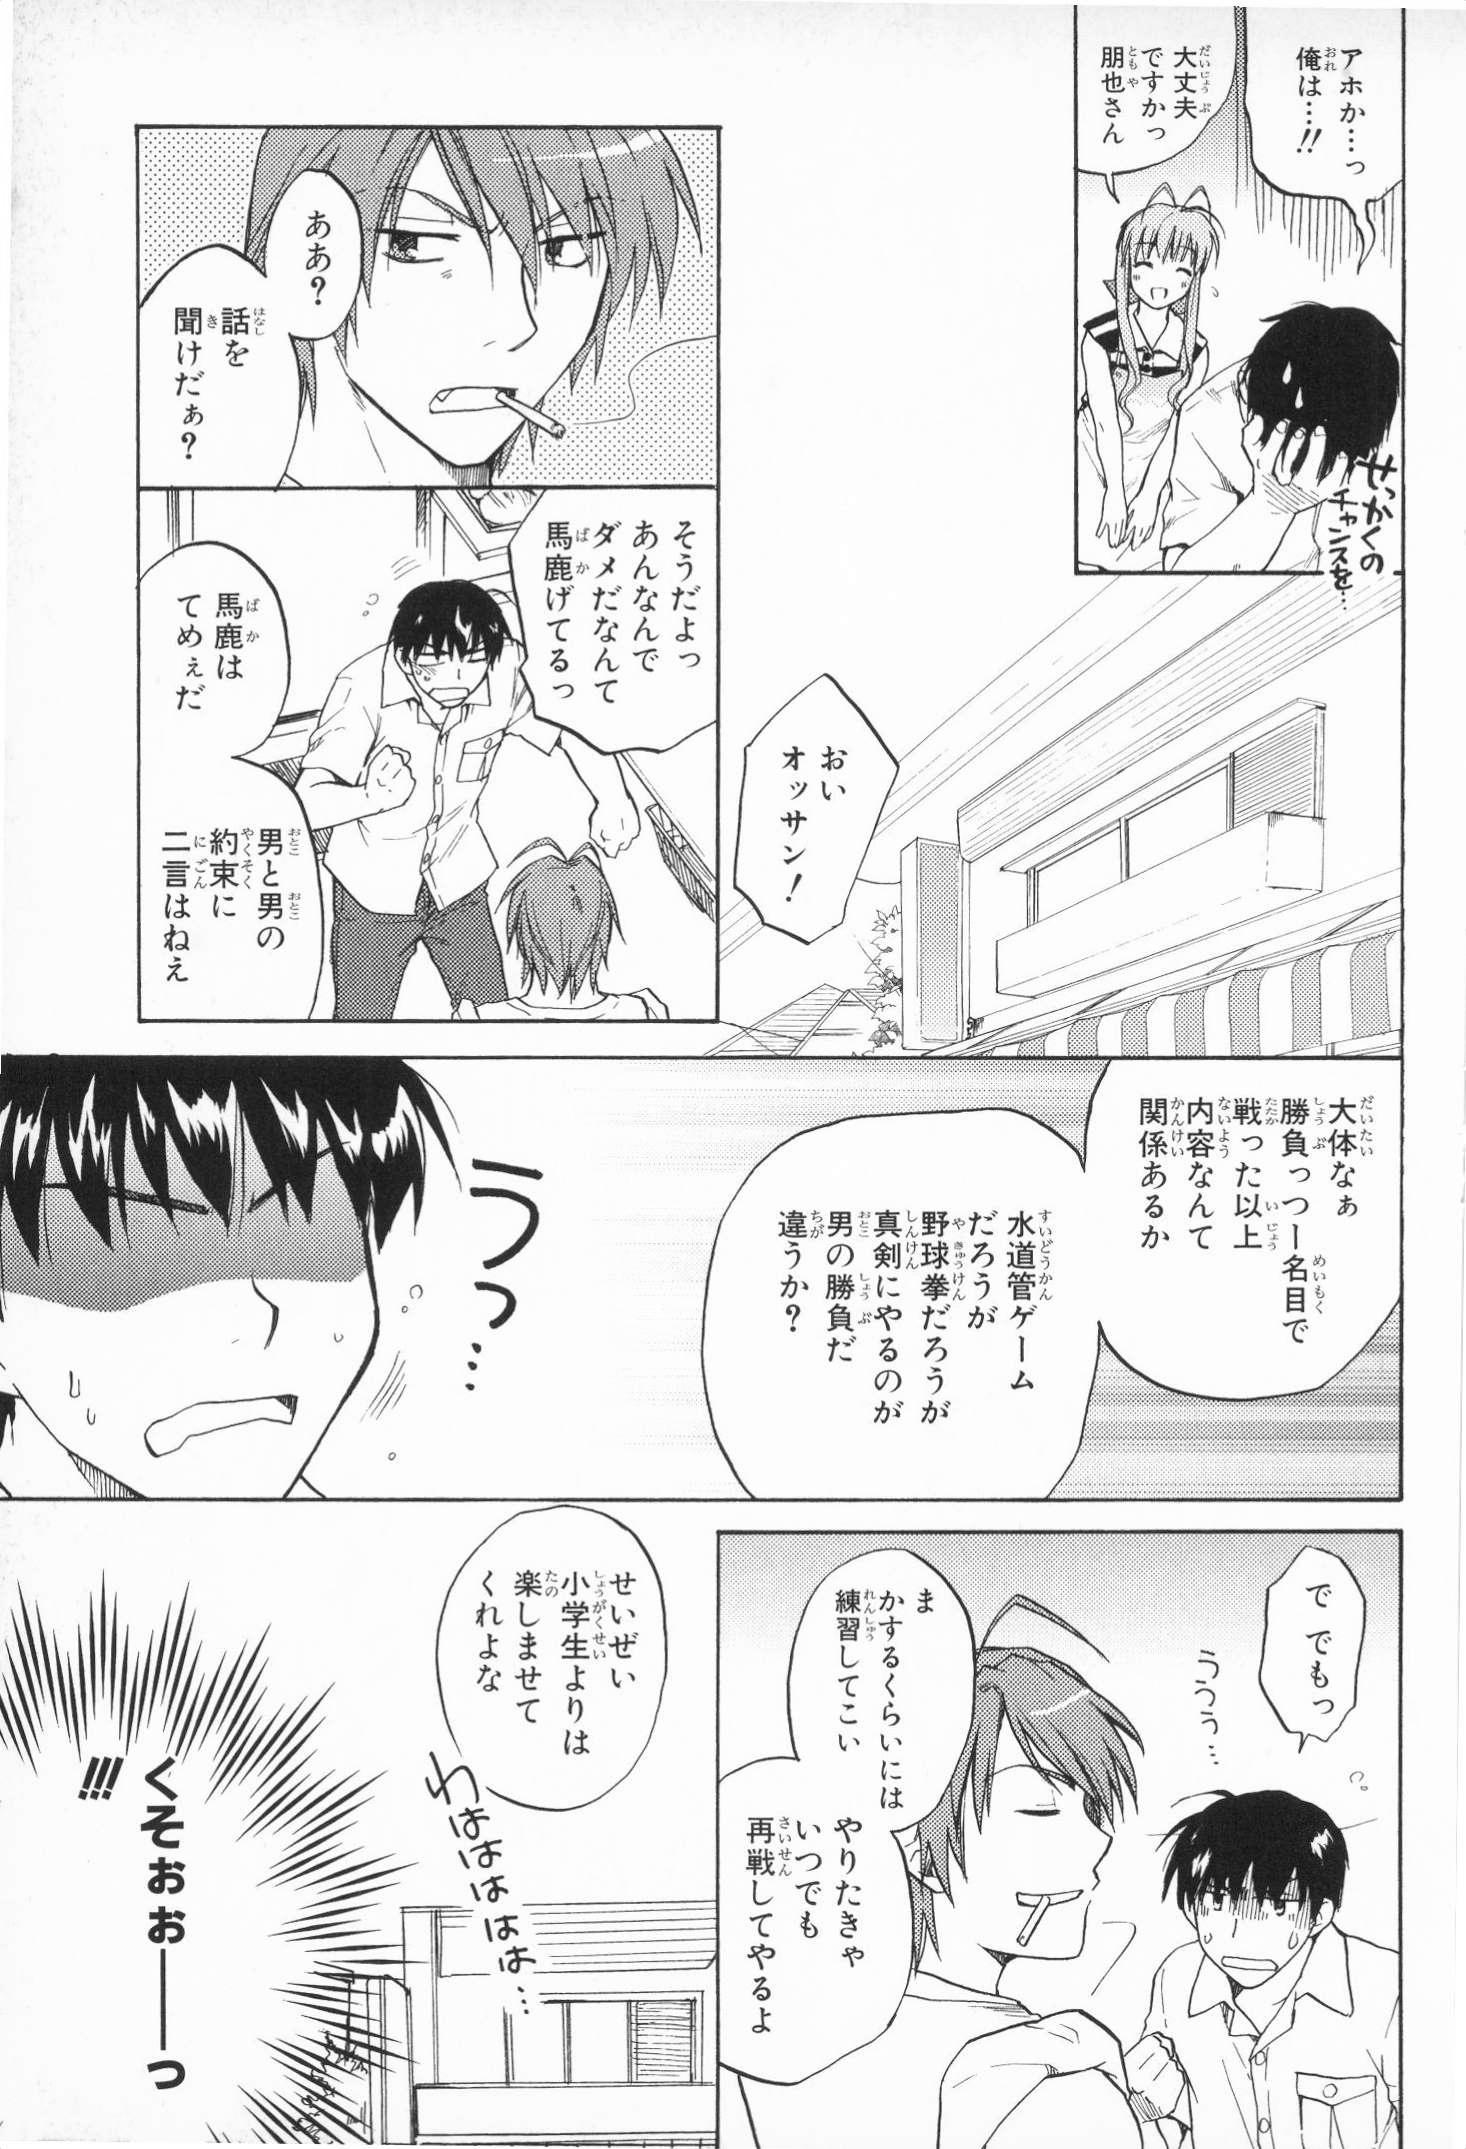 アホか…っ
俺は…!!
大丈夫
ですかっ
朋也さん
せっかくの
チャンスを…
おい
オッサン!
ああ?
話を
聞けだぁ?
そうだよっ
あんなんで
ダメだなんて
馬鹿げてるっ
馬鹿は
てめぇだ
男と男の
約束に
二言はねえ
大体なぁ
勝負っつー名目で
戦った以上
内容なんて
関係あるか
水道管ゲーム
だろうが
野球拳だろうが
真剣にやるのが
男の勝負だ
違うか?
うっ…
で でもっ
ううう…
ま
かするくらいには
練習してこい
やりたきゃ
いつでも
再戦してやるよ
せいぜい
小学生よりは
楽しませて
くれよな
わはははは…
くそぉぉ――っ
!!!